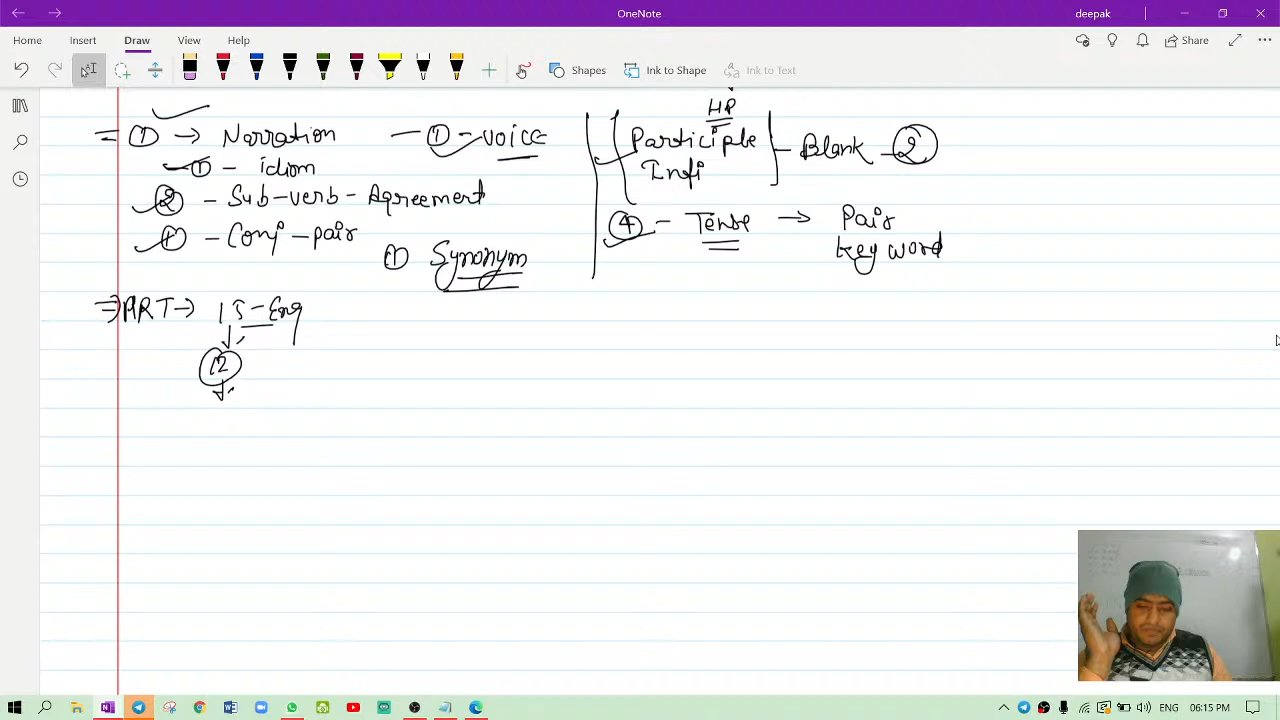 OneNote
deepak
Home Insert Draw View Help
Share
Shapes
Ink to Shape
Ink to Text
HP
= ① → Narration — ① - voice
① - idiom
② - Sub-verb-Agreement
① - Conj - pair
① Synonym
Participle
Infi
Blank - ②
④ - Tense → Pair
key word
⇒ → 15 - Eng
12
ENG 06:15 PM